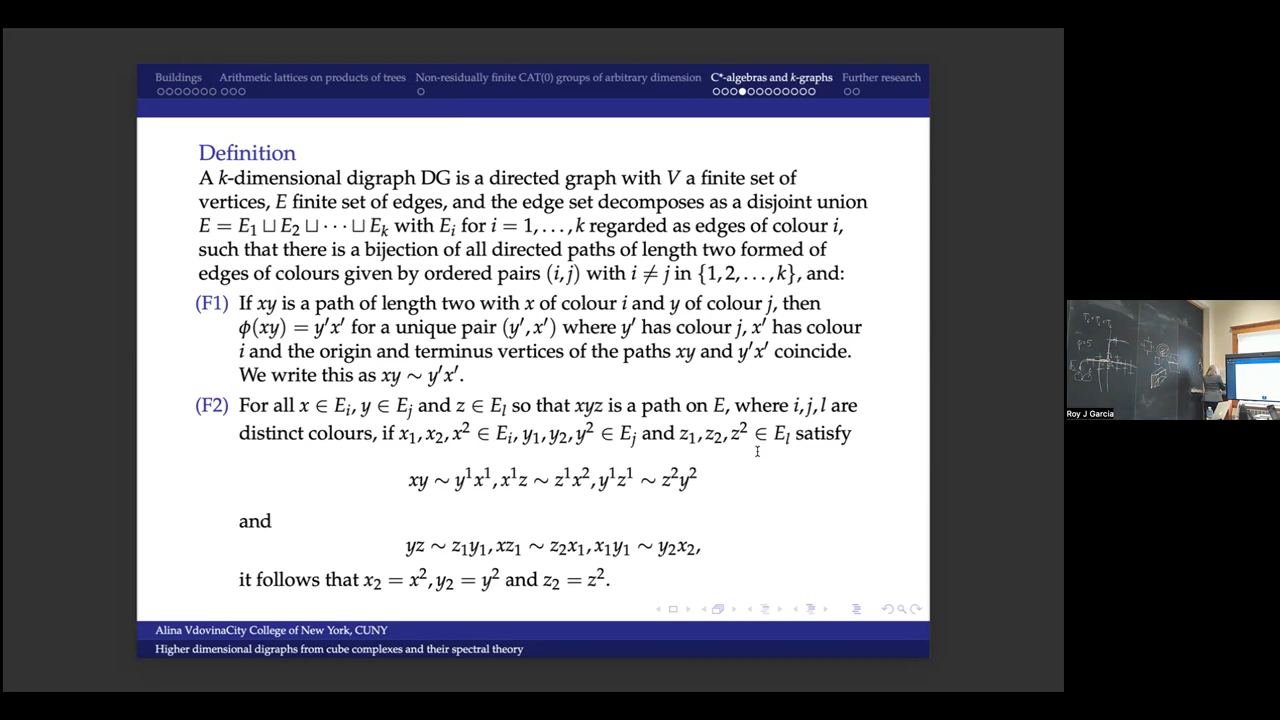 Buildings Arithmetic lattices on products of trees Non-residually finite CAT(0) groups of arbitrary dimension C*-algebras and k-graphs Further research
Definition
A k-dimensional digraph DG is a directed graph with V a finite set of
vertices, E finite set of edges, and the edge set decomposes as a disjoint union
E = E₁ ⊔ E₂ ⊔ ⋯ ⊔ Eₖ with Eᵢ for i = 1, . . . , k regarded as edges of colour i,
such that there is a bijection of all directed paths of length two formed of
edges of colours given by ordered pairs (i, j) with i ≠ j in {1, 2, . . . , k}, and:
(F1) If xy is a path of length two with x of colour i and y of colour j, then
ϕ(xy) = y′x′ for a unique pair (y′, x′) where y′ has colour j, x′ has colour
i and the origin and terminus vertices of the paths xy and y′x′ coincide.
We write this as xy ∼ y′x′.
(F2) For all x ∈ Eᵢ, y ∈ Eⱼ and z ∈ Eₗ so that xyz is a path on E, where i, j, l are
distinct colours, if x₁, x₂, x² ∈ Eᵢ, y₁, y₂, y² ∈ Eⱼ and z₁, z₂, z² ∈ Eₗ satisfy
xy ∼ y¹x¹, x¹z ∼ z¹x², y¹z¹ ∼ z²y²
and
yz ∼ z₁y₁, xz₁ ∼ z₂x₁, x₁y₁ ∼ y₂x₂,
it follows that x₂ = x², y₂ = y² and z₂ = z².
Alina VdovinaCity College of New York, CUNY
Higher dimensional digraphs from cube complexes and their spectral theory
Roy J Garcia